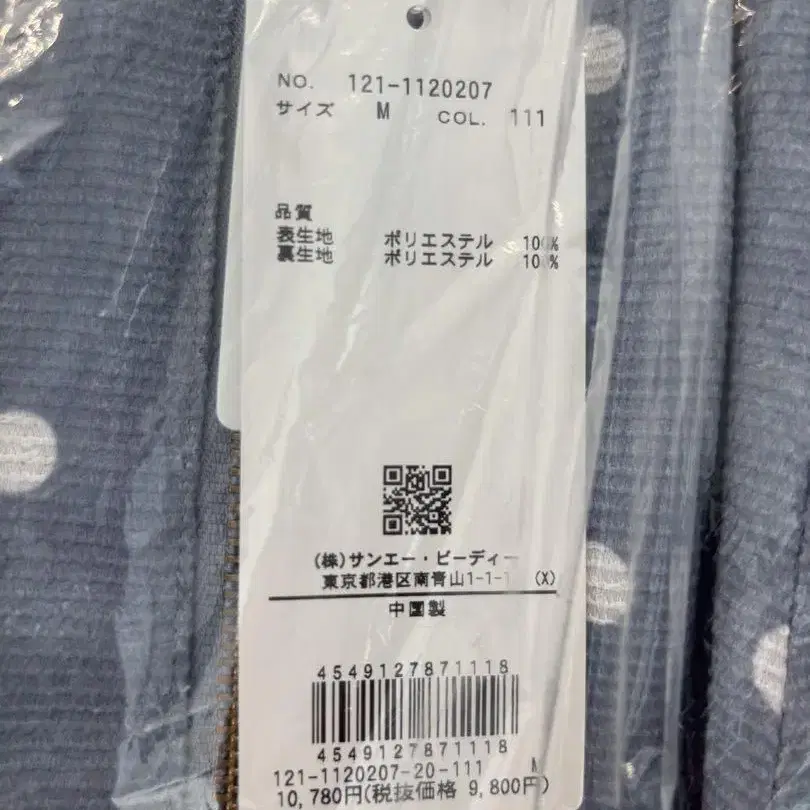 NO. 121-1120207
サイズ M COL. 111
品質
表生地 ポリエステル 100%
裏生地 ポリエステル 100%
(株)サンエー・ビーディー
東京都港区南青山1-1-1 (X)
中国製
4549127871118
4549127871118
121-1120207-20-111 M
10,780円(税抜価格 9,800円)